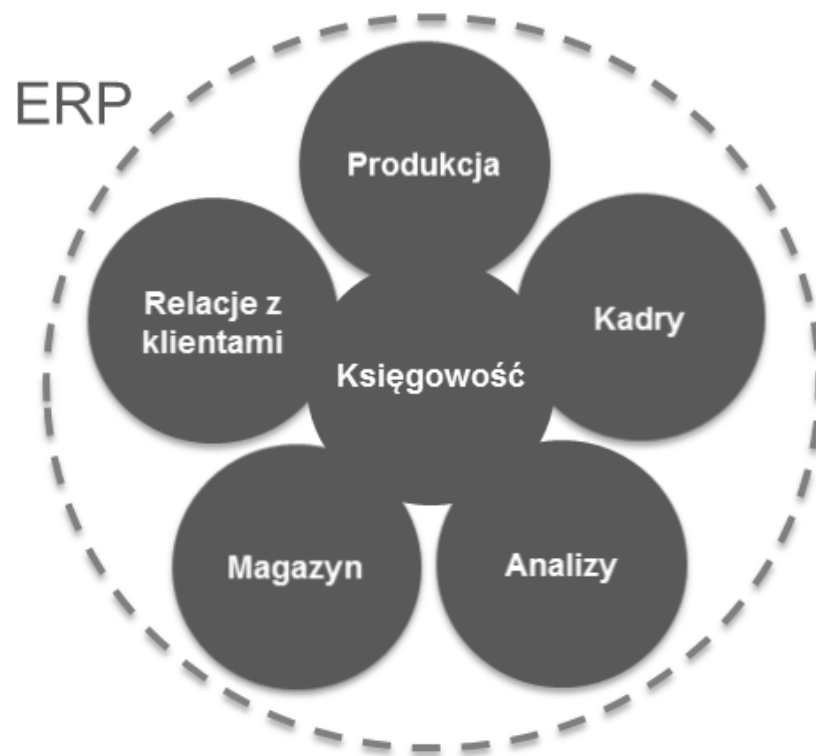 ERP
Produkcja
Relacje z
klientami
Kadry
Księgowość
Magazyn
Analizy